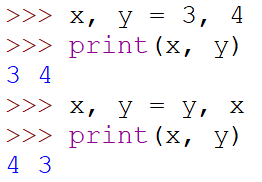 >>> x, y = 3, 4
>>> print(x, y)
3 4
>>> x, y = y, x
>>> print(x, y)
4 3